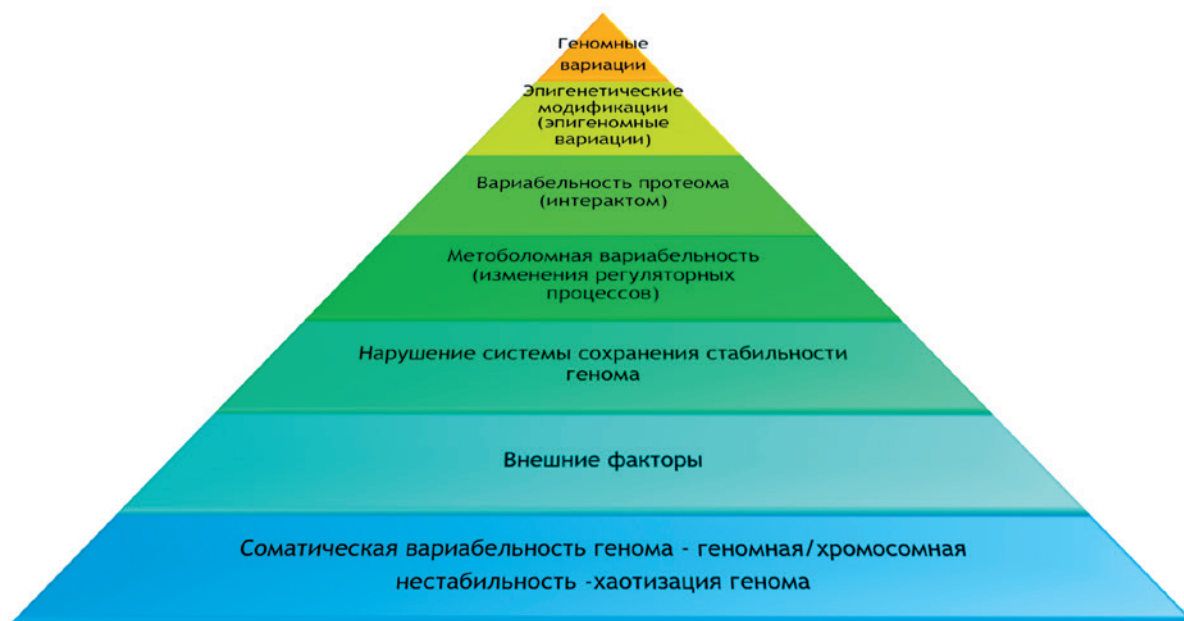 Геномные
вариации
Эпигенетические
модификации
(эпигеномные
вариации)
Вариабельность протеома
(интерактом)
Метоболомная вариабельность
(изменения регуляторных
процессов)
Нарушение системы сохранения стабильности
генома
Внешние факторы
Соматическая вариабельность генома - геномная/хромосомная
нестабильность -хаотизация генома